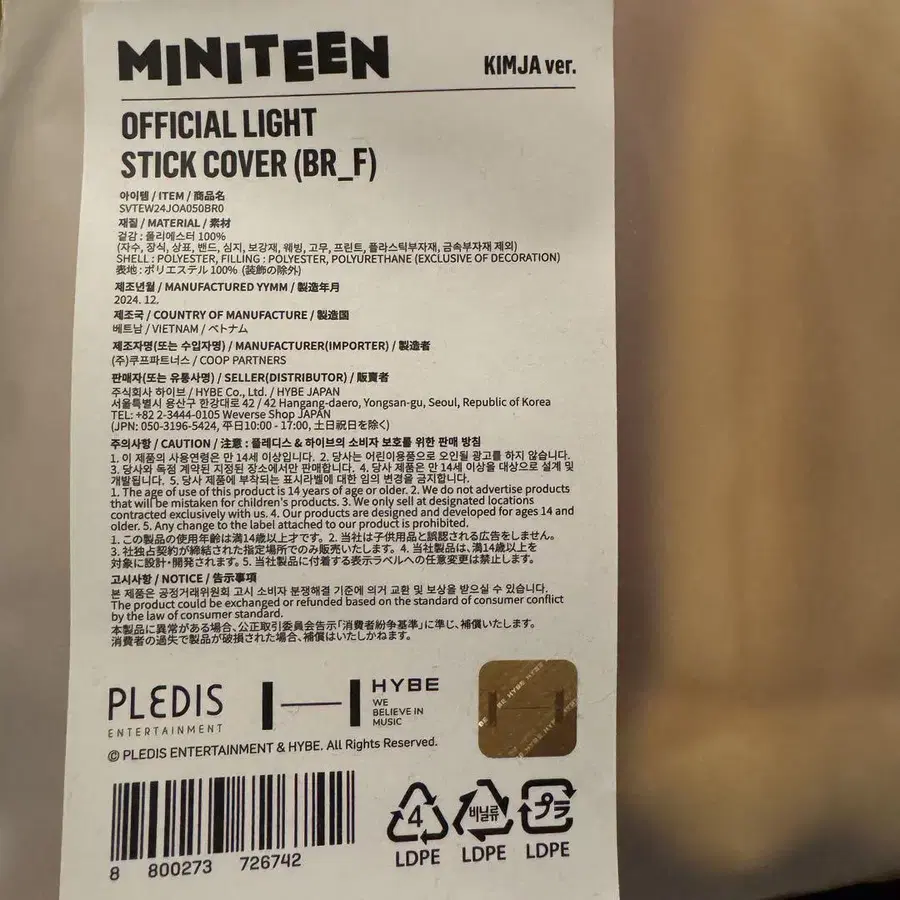 MINITEEN
KIMJA ver.
OFFICIAL LIGHT
STICK COVER (BR_F)
아이템 / ITEM / 商品名
SVTEW24JOA050BR0
재질 / MATERIAL / 素材
겉감 : 폴리에스터 100%
(자수, 장식, 상표, 밴드, 심지, 보강재, 웨빙, 고무, 프린트, 플라스틱부자재, 금속부자재 제외)
SHELL : POLYESTER, FILLING : POLYESTER, POLYURETHANE (EXCLUSIVE OF DECORATION)
表地 : ポリエステル 100% (装飾の除外)
제조년월 / MANUFACTURED YYMM / 製造年月
2024. 12.
제조국 / COUNTRY OF MANUFACTURE / 製造国
베트남 / VIETNAM / ベトナム
제조자명(또는 수입자명) / MANUFACTURER(IMPORTER) / 製造者
(주)쿠프파트너스 / COOP PARTNERS
판매자(또는 유통사명) / SELLER(DISTRIBUTOR) / 販賣者
주식회사 하이브 / HYBE Co., Ltd. / HYBE JAPAN
서울특별시 용산구 한강대로 42 / 42 Hangang-daero, Yongsan-gu, Seoul, Republic of Korea
TEL: +82 2-3444-0105 Weverse Shop JAPAN
(JPN: 050-3196-5424, 平日10:00 - 17:00, 土日祝日を除く)
주의사항 / CAUTION / 注意 : 플레디스 & 하이브의 소비자 보호를 위한 판매 방침
1. 이 제품의 사용연령은 만 14세 이상입니다. 2. 당사는 어린이용품으로 오인될 광고를 하지 않습니다.
3. 당사와 독점 계약된 지정된 장소에서만 판매합니다. 4. 당사 제품은 만 14세 이상을 대상으로 설계 및
개발됩니다. 5. 당사 제품에 부착되는 표시라벨에 대한 임의 변경을 금지합니다.
1. The age of use of this product is 14 years of age or older. 2. We do not advertise products
that will be mistaken for children's products. 3. We only sell at designated locations
contracted exclusively with us. 4. Our products are designed and developed for ages 14 and
older. 5. Any change to the label attached to our product is prohibited.
1. この製品の使用年齢は満14歳以上才です。2. 当社は子供用品と誤認される広告をしません。
3. 社独占契約が締結された指定場所でのみ販売いたします。4. 当社製品は、満14歳以上を
対象に設計・開発されます。5. 当社製品に付着する表示ラベルへの任意変更は禁止します。
고시사항 / NOTICE / 告示事項
본 제품은 공정거래위원회 고시 소비자 분쟁해결 기준에 의거 교환 및 보상을 받으실 수 있습니다.
The product could be exchanged or refunded based on the standard of consumer conflict
by the law of consumer standard.
本製品に異常がある場合、公正取引委員会告示「消費者紛争基準」に準じ、補償いたします。
消費者の過失で製品が破損された場合、補償はいたしかねます。
PLEDIS
ENTERTAINMENT
HYBE
WE
BELIEVE IN
MUSIC
© PLEDIS ENTERTAINMENT & HYBE. All Rights Reserved.
8 800273 726742
4
LDPE
비닐류
LDPE
プラ
LDPE